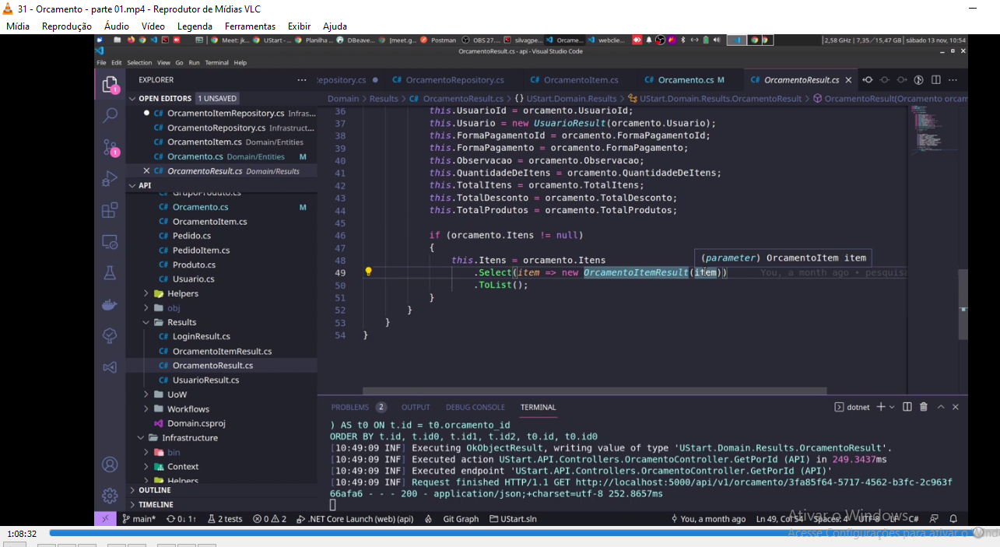 31 - Orcamento - parte 01.mp4 - Reprodutor de Mídias VLC
Mídia Reprodução Áudio Vídeo Legenda Ferramentas Exibir Ajuda
Meet: jk... UStart -... Planilha ... DBeave... [meet.g... Postman OBS 27.... silvagpe... Orcame... webclie... 2,58 GHz | 7,35 / 15,47 GB | sábado 13 nov, 10:54
OrcamentoResult.cs - api - Visual Studio Code
File Edit Selection View Go Run Terminal Help
EXPLORER ... epository.cs OrcamentoRepository.cs OrcamentoItem.cs Orcamento.cs M OrcamentoResult.cs
OPEN EDITORS 1 UNSAVED
Domain > Results > OrcamentoResult.cs > {} UStart.Domain.Results > UStart.Domain.Results.OrcamentoResult > OrcamentoResult(Orcamento orcam
OrcamentoItemRepository.cs Infras...
OrcamentoRepository.cs Infrastruct...
OrcamentoItem.cs Domain/Entities
Orcamento.cs Domain/Entities M
OrcamentoResult.cs Domain/Results
API
GrupoProduto.cs
Orcamento.cs M
OrcamentoItem.cs
Pedido.cs
PedidoItem.cs
Produto.cs
Usuario.cs
Helpers
obj
Results
LoginResult.cs
OrcamentoItemResult.cs
OrcamentoResult.cs
UsuarioResult.cs
UoW
Workflows
Domain.csproj
Infrastructure
bin
Context
Helpers
OUTLINE
TIMELINE
36 this.UsuarioId = orcamento.UsuarioId;
37 this.Usuario = new UsuarioResult(orcamento.Usuario);
38 this.FormaPagamentoId = orcamento.FormaPagamentoId;
39 this.FormaPagamento = orcamento.FormaPagamento;
40 this.Observacao = orcamento.Observacao;
41 this.QuantidadeDeItens = orcamento.QuantidadeDeItens;
42 this.TotalItens = orcamento.TotalItens;
43 this.TotalDesconto = orcamento.TotalDesconto;
44 this.TotalProdutos = orcamento.TotalProdutos;
45
46 if (orcamento.Itens != null)
47 {
48 this.Itens = orcamento.Itens
(parameter) OrcamentoItem item
49 .Select(item => new OrcamentoItemResult(item)) You, a month ago • pesquisa
50 .ToList();
51 }
52 }
53 }
54 }
PROBLEMS 2 OUTPUT DEBUG CONSOLE TERMINAL dotnet
) AS t0 ON t.id = t0.orcamento_id
ORDER BY t.id, t.id0, t.id1, t.id2, t0.id, t0.id0
[10:49:09 INF] Executing OkObjectResult, writing value of type 'UStart.Domain.Results.OrcamentoResult'.
[10:49:09 INF] Executed action UStart.API.Controllers.OrcamentoController.GetPorId (API) in 249.3437ms
[10:49:09 INF] Executed endpoint 'UStart.API.Controllers.OrcamentoController.GetPorId (API)'
[10:49:09 INF] Request finished HTTP/1.1 GET http://localhost:5000/api/v1/orcamento/3fa85f64-5717-4562-b3fc-2c963f
66afa6 - - - 200 - application/json;+charset=utf-8 252.8657ms
main* 0↓ 1↑ 2 tests 0 2 .NET Core Launch (web) (api) Git Graph UStart.sln You, a month ago Ln 49, Col 54 Spaces: 4 UTF-8 LF C#
Ativar o Windows
Acesse Configurações para ativar o Wind
1:08:32